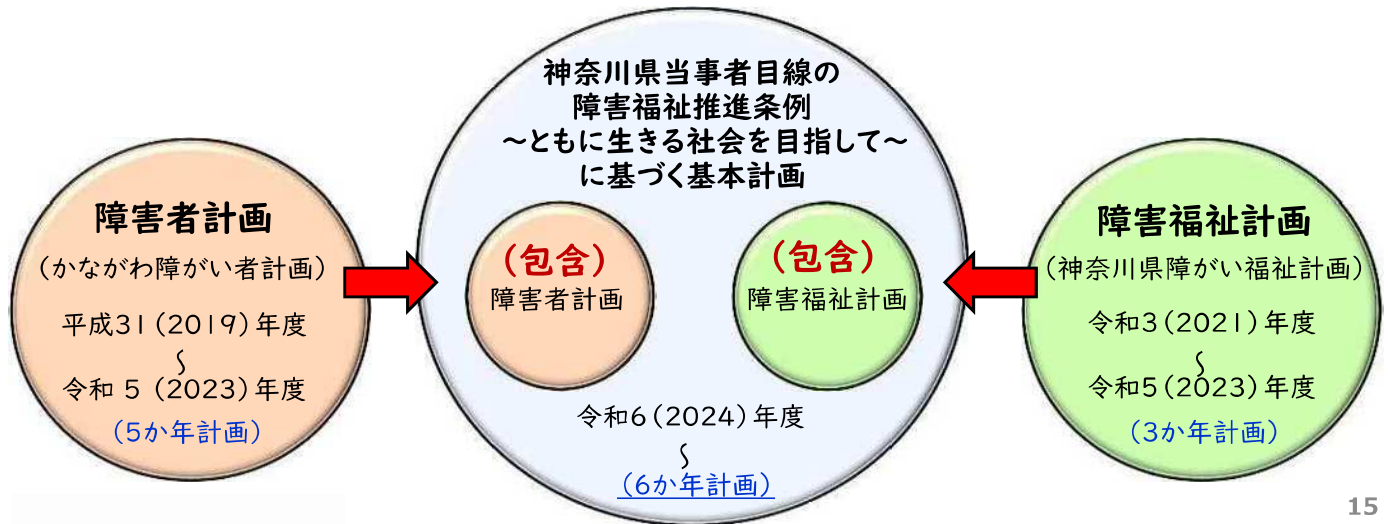 神奈川県当事者目線の
障害福祉推進条例
～ともに生きる社会を目指して～
に基づく基本計画
障害者計画
(かながわ障がい者計画)
平成31(2019)年度
～
令和 5 (2023)年度
(5か年計画)
(包含)
障害者計画
(包含)
障害福祉計画
令和6(2024)年度
～
(6か年計画)
障害福祉計画
(神奈川県障がい福祉計画)
令和3(2021)年度
～
令和5(2023)年度
(3か年計画)
15